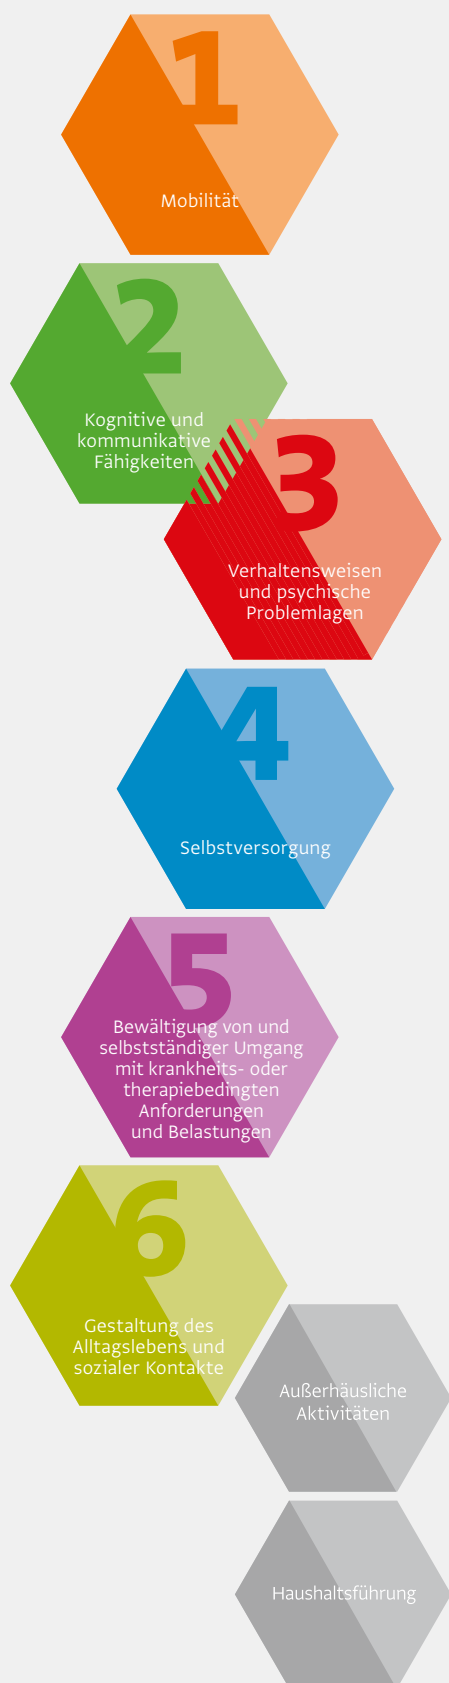 1
Mobilität
2
Kognitive und
kommunikative
Fähigkeiten
3
Verhaltensweisen
und psychische
Problemlagen
4
Selbstversorgung
5
Bewältigung von und
selbstständiger Umgang
mit krankheits- oder
therapiebedingten
Anforderungen
und Belastungen
6
Gestaltung des
Alltagslebens und
sozialer Kontakte
Außerhäusliche
Aktivitäten
Haushaltsführung